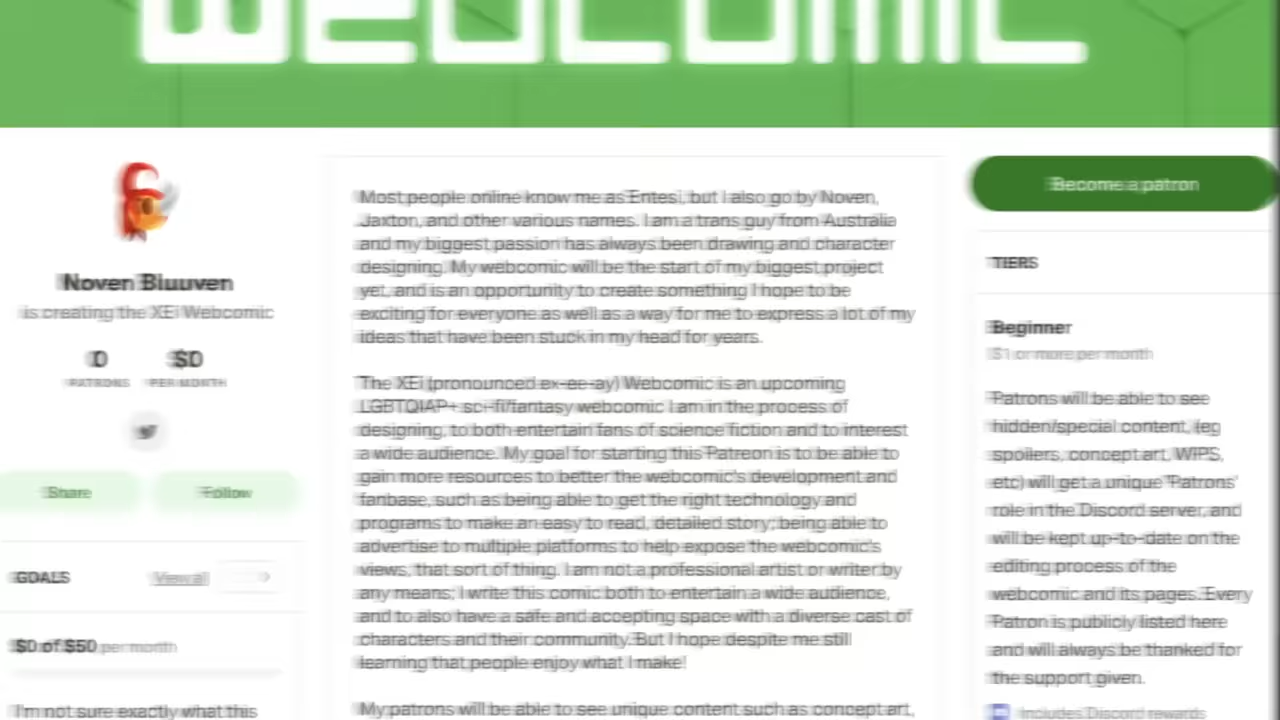 WEBCOMIC
Noven Bluuven
is creating the XEi Webcomic
0 $0
PATRONS PER MONTH
Share Follow
GOALS View all
$0 of $50 per month
I'm not sure exactly what this
Most people online know me as Entesi, but I also go by Noven,
Jaxton, and other various names. I am a trans guy from Australia
and my biggest passion has always been drawing and character
designing. My webcomic will be the start of my biggest project
yet, and is an opportunity to create something I hope to be
exciting for everyone as well as a way for me to express a lot of my
ideas that have been stuck in my head for years.
The XEi (pronounced ex-ee-ay) Webcomic is an upcoming
LGBTQIAP+ sci-fi/fantasy webcomic I am in the process of
designing, to both entertain fans of science fiction and to interest
a wide audience. My goal for starting this Patreon is to be able to
gain more resources to better the webcomic's development and
fanbase, such as being able to get the right technology and
programs to make an easy to read, detailed story; being able to
advertise to multiple platforms to help expose the webcomic's
views, that sort of thing. I am not a professional artist or writer by
any means; I write this comic both to entertain a wide audience,
and to also have a safe and accepting space with a diverse cast of
characters and their community. But I hope despite me still
learning that people enjoy what I make!
My patrons will be able to see unique content such as concept art,
Become a patron
TIERS
Beginner
$1 or more per month
Patrons will be able to see
hidden/special content, (eg
spoilers, concept art, WIPS,
etc) will get a unique 'Patrons'
role in the Discord server, and
will be kept up-to-date on the
editing process of the
webcomic and its pages. Every
Patron is publicly listed here
and will always be thanked for
the support given.
Includes Discord rewards